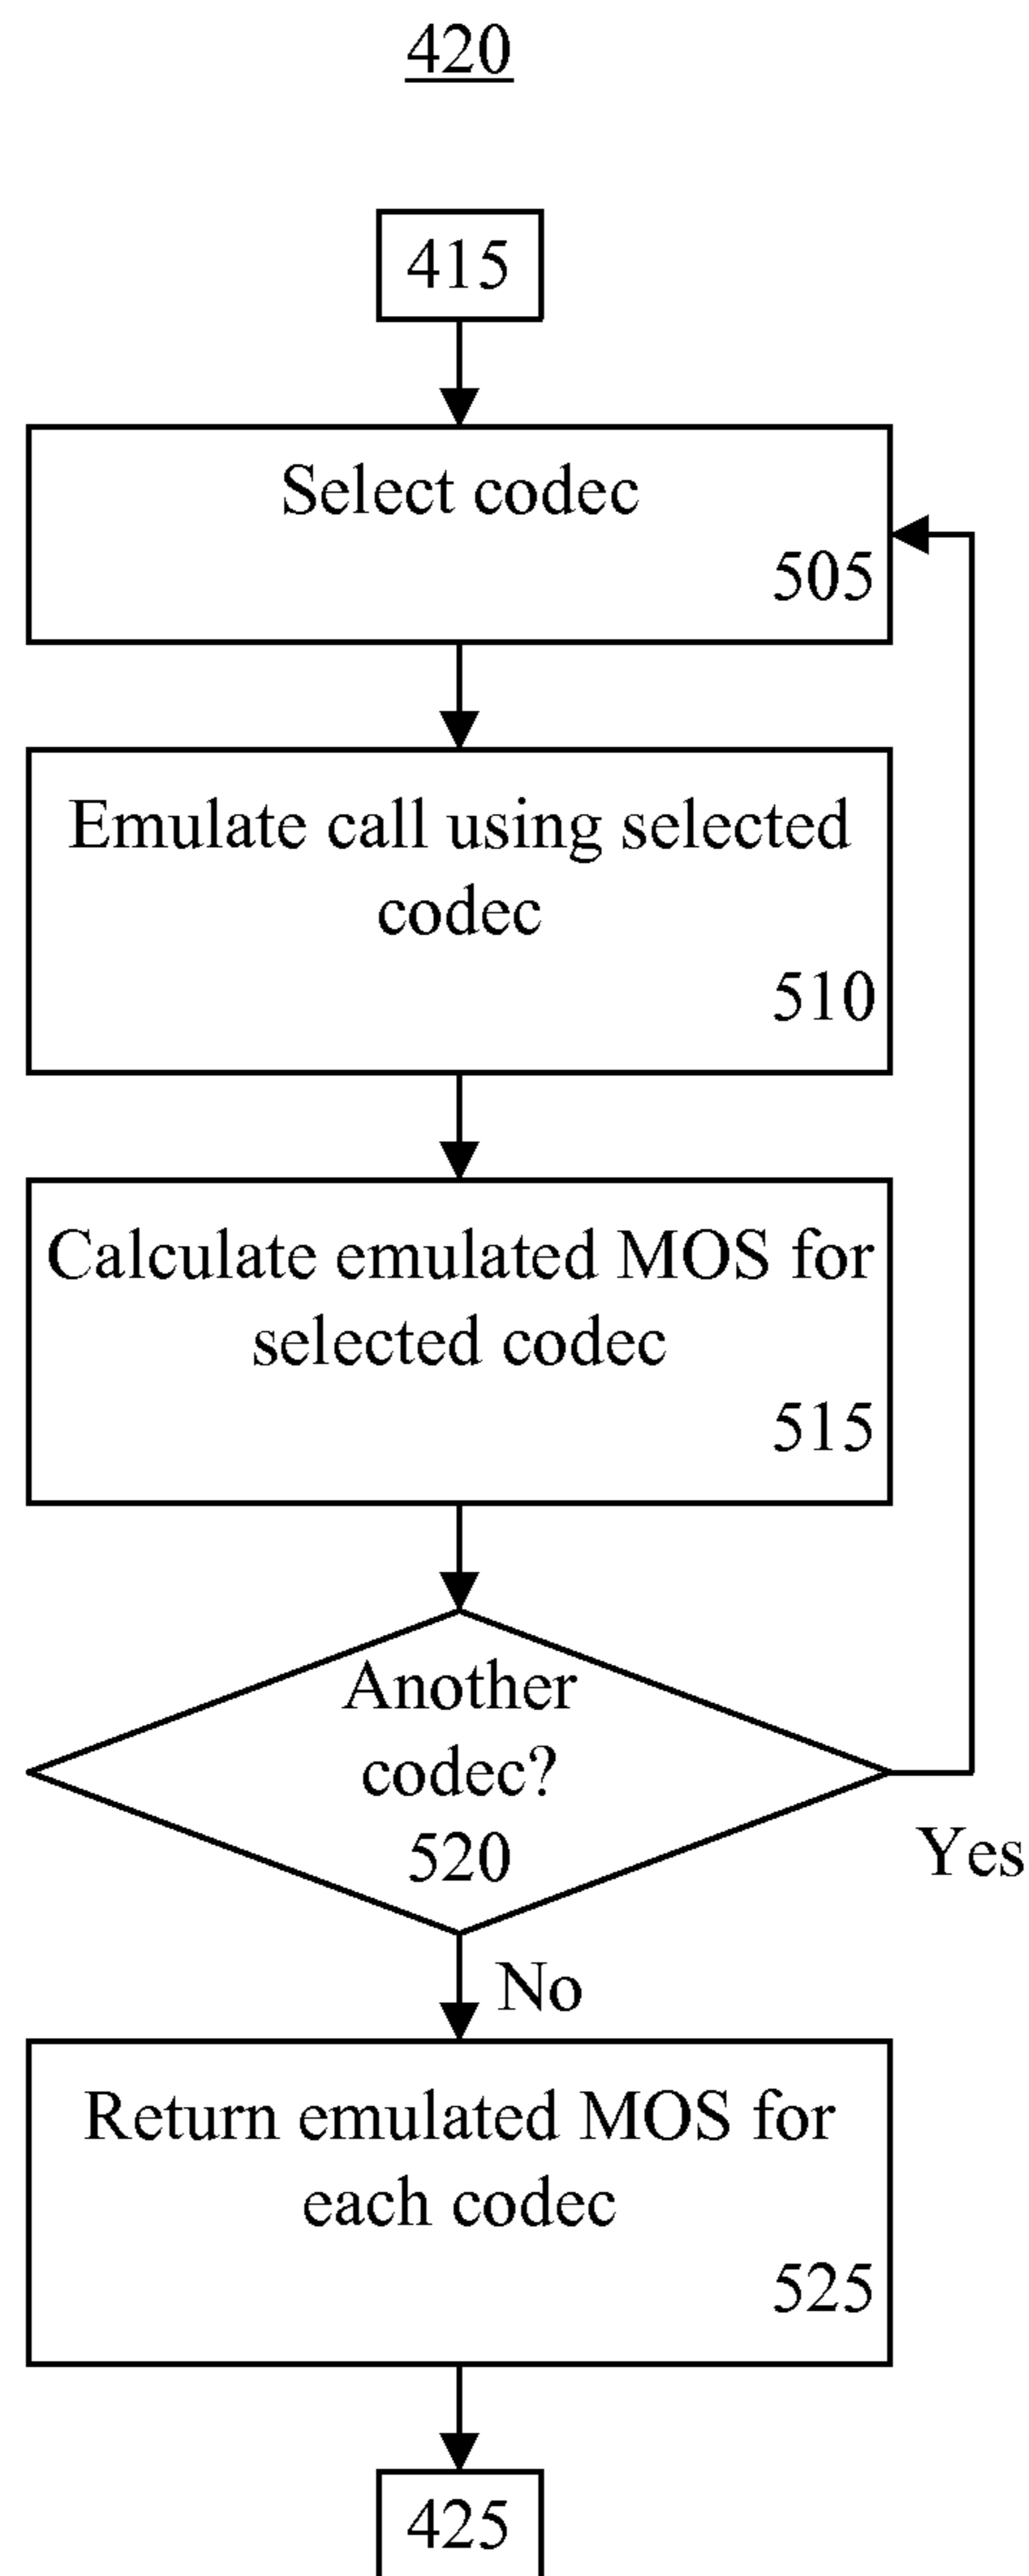 420
415
Select codec
505
Emulate call using selected
codec
510
Calculate emulated MOS for
selected codec
515
Another
codec?
520
Yes
No
Return emulated MOS for
each codec
525
425